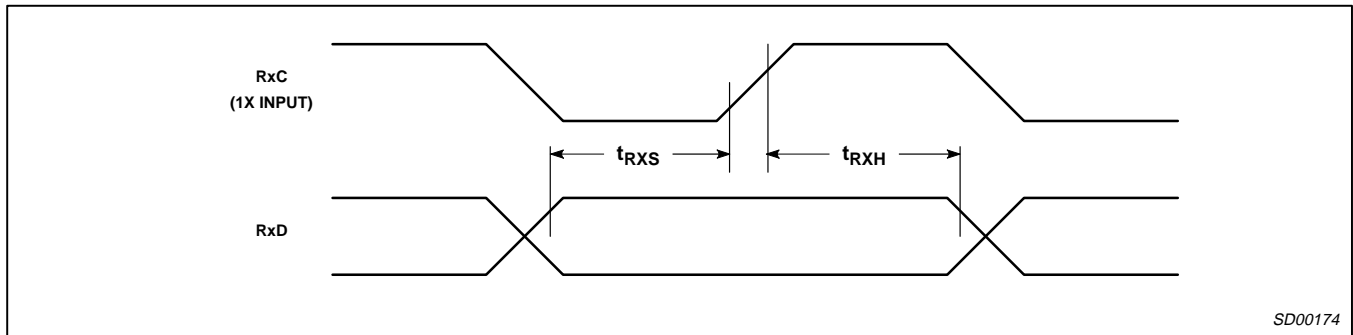 RxC
(1X INPUT)
tRXS
tRXH
RxD
SD00174